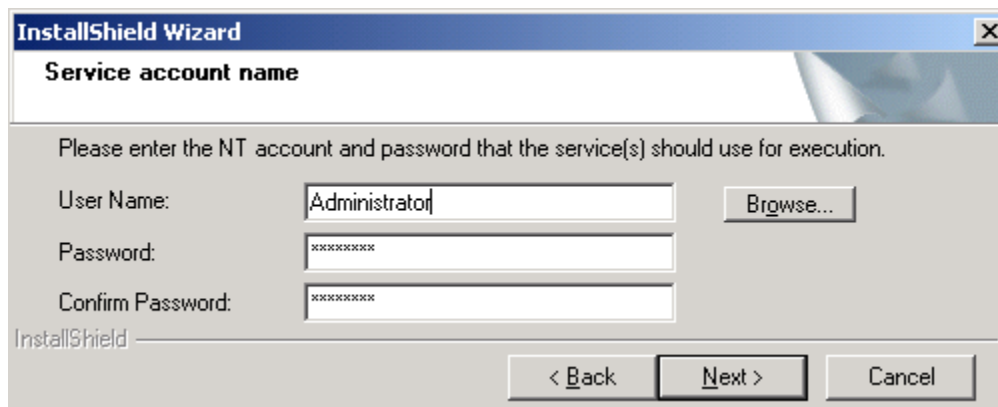 InstallShield Wizard
Service account name
Please enter the NT account and password that the service(s) should use for execution.
User Name: Administrator Browse...
Password: ********
Confirm Password: ********
InstallShield
< Back Next > Cancel